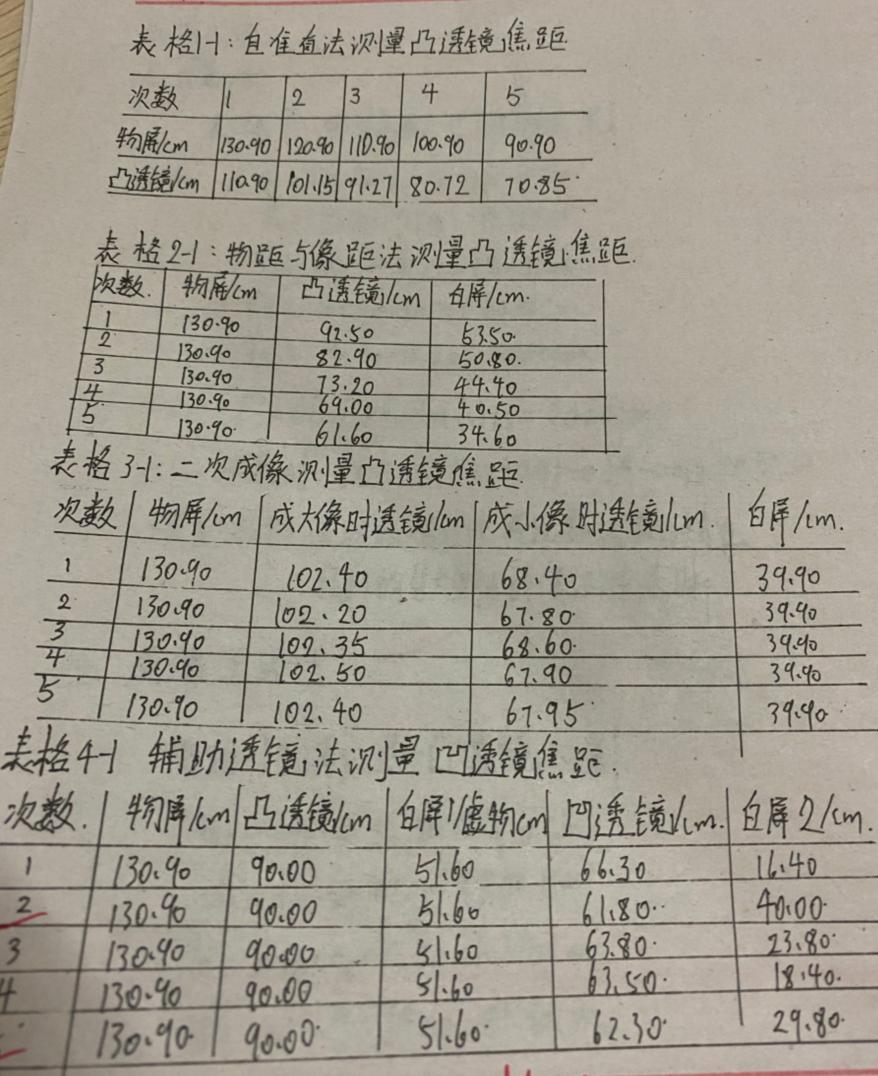 表格1-1：自准直法测量凸透镜焦距
次数 1 2 3 4 5
物屏/cm 130.90 120.90 110.90 100.90 90.90
凸透镜/cm 110.90 101.15 91.27 80.72 70.85
表格2-1：物距与像距法测量凸透镜焦距.
次数. 物屏/cm 凸透镜/cm 白屏/cm.
1 130.90 92.50 53.50
2 130.90 82.90 50.80.
3 130.90 73.20 44.40
4 130.90 69.00 40.50
5 130.90 61.60 34.60
表格3-1：二次成像测量凸透镜焦距.
次数 物屏/cm 成大像时透镜/cm 成小像时透镜/cm. 白屏/cm.
1 130.90 102.40 68.40 39.90
2 130.90 102.20 67.80 39.90
3 130.90 102.35 68.60 39.90
4 130.90 102.50 67.90 39.90
5 130.90 102.40 67.95 39.90
表格4-1 辅助透镜法测量凹透镜焦距.
次数. 物屏/cm 凸透镜/cm 白屏1/虚物cm 凹透镜/cm. 白屏2/cm.
1 130.90 90.00 51.60 66.30 16.40
2 130.90 90.00 51.60 61.80 40.00
3 130.90 90.00 51.60 63.80 23.80
4 130.90 90.00 51.60 63.50 18.40
130.90 90.00 51.60 62.30 29.80